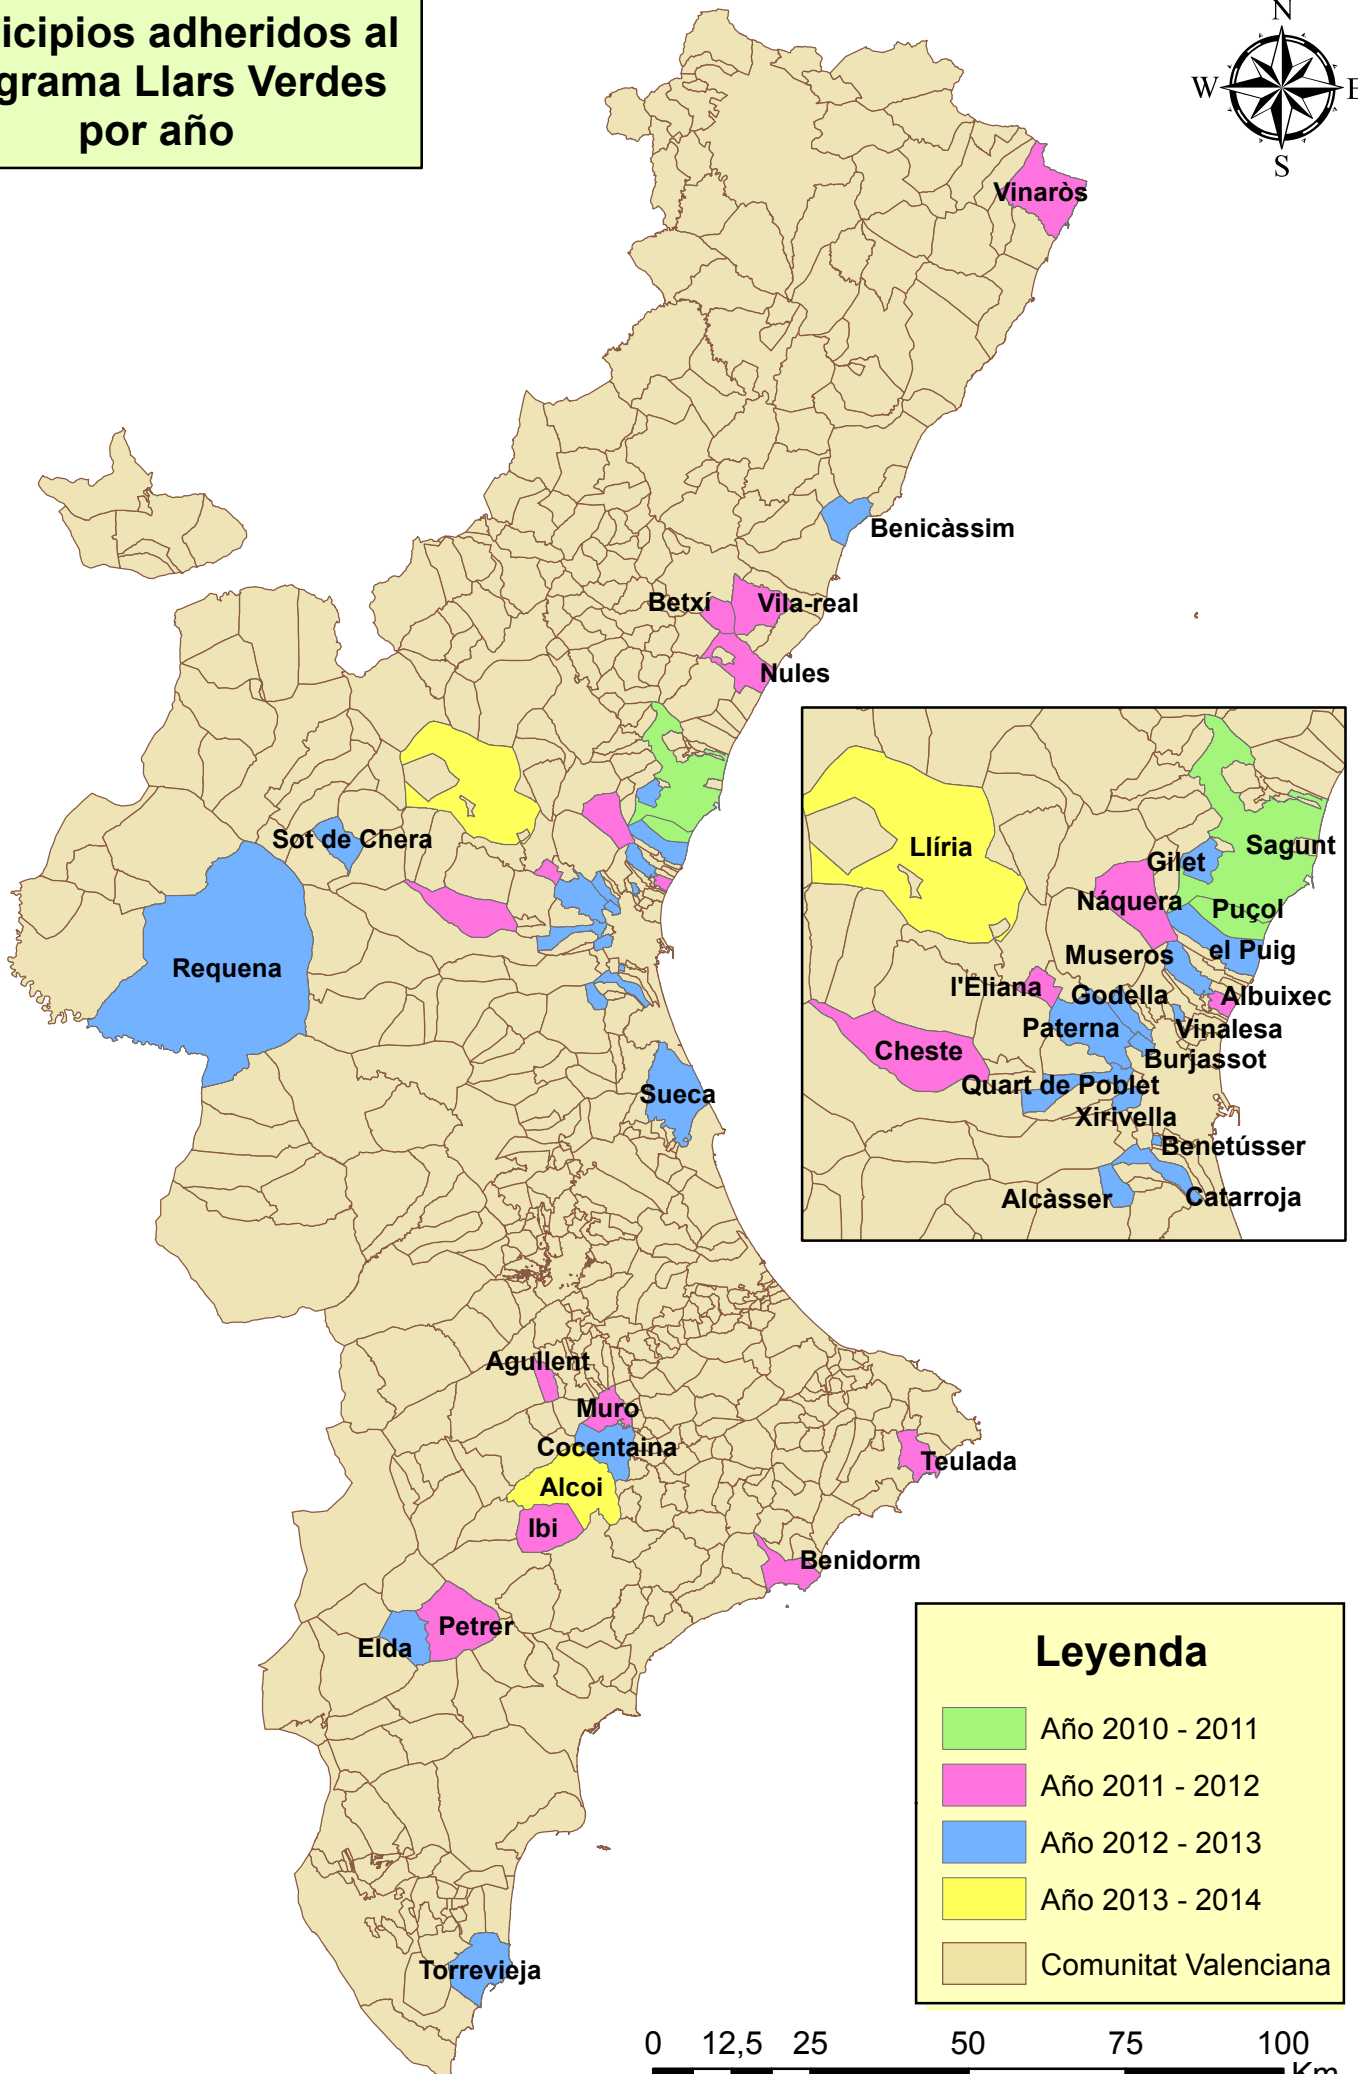 icipios adheridos al
grama Llars Verdes
por año
N
W
E
S
Vinaròs
Benicàssim
Betxí
Vila-real
Nules
Sot de Chera
Requena
Sueca
Llíria
Sagunt
Gilet
Náquera
Puçol
Museros
el Puig
l'Eliana
Godella
Albuixec
Paterna
Vinalesa
Cheste
Burjassot
Quart de Poblet
Xirivella
Benetússer
Alcàsser
Catarroja
Agullent
Muro
Cocentaina
Teulada
Alcoi
Ibi
Benidorm
Petrer
Elda
Torrevieja
Leyenda
Año 2010 - 2011
Año 2011 - 2012
Año 2012 - 2013
Año 2013 - 2014
Comunitat Valenciana
0 12,5 25 50 75 100
Km